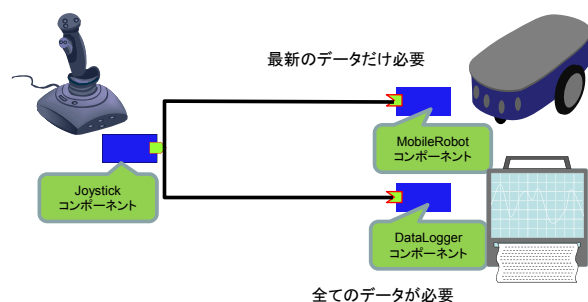 最新のデータだけ必要
MobileRobot
コンポーネント
Joystick
コンポーネント
DataLogger
コンポーネント
全てのデータが必要